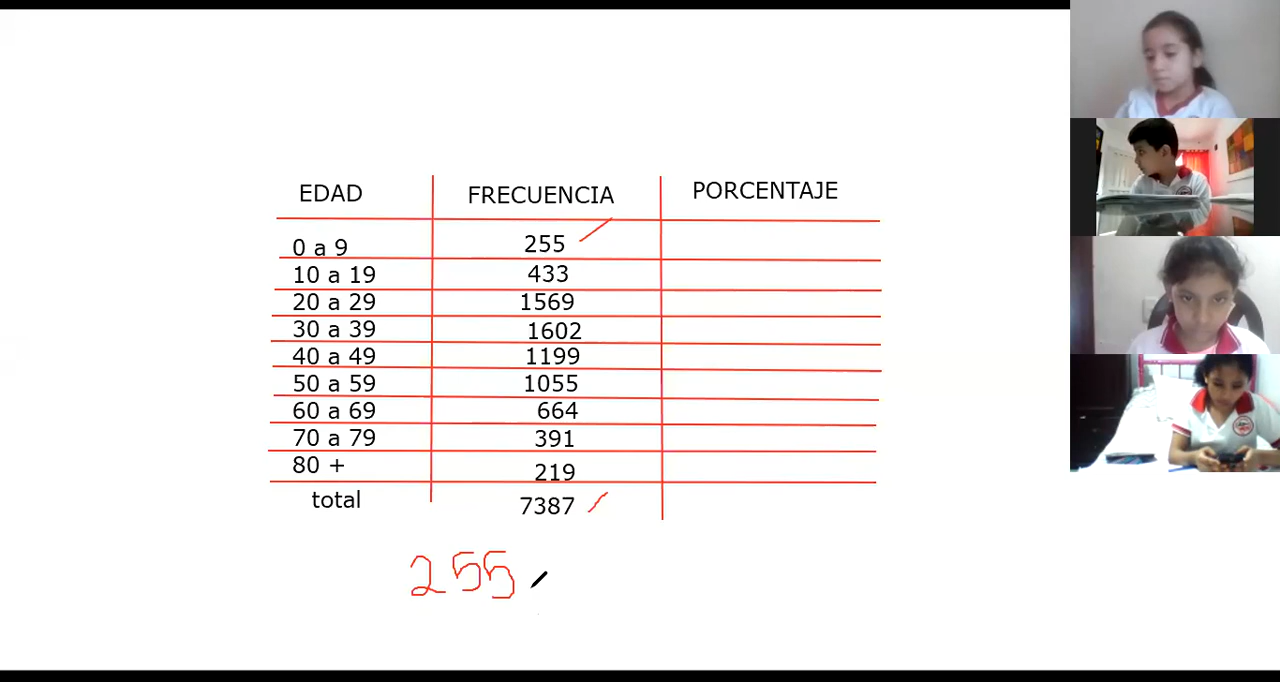 EDAD FRECUENCIA PORCENTAJE
0 a 9 255
10 a 19 433
20 a 29 1569
30 a 39 1602
40 a 49 1199
50 a 59 1055
60 a 69 664
70 a 79 391
80 + 219
total 7387
255